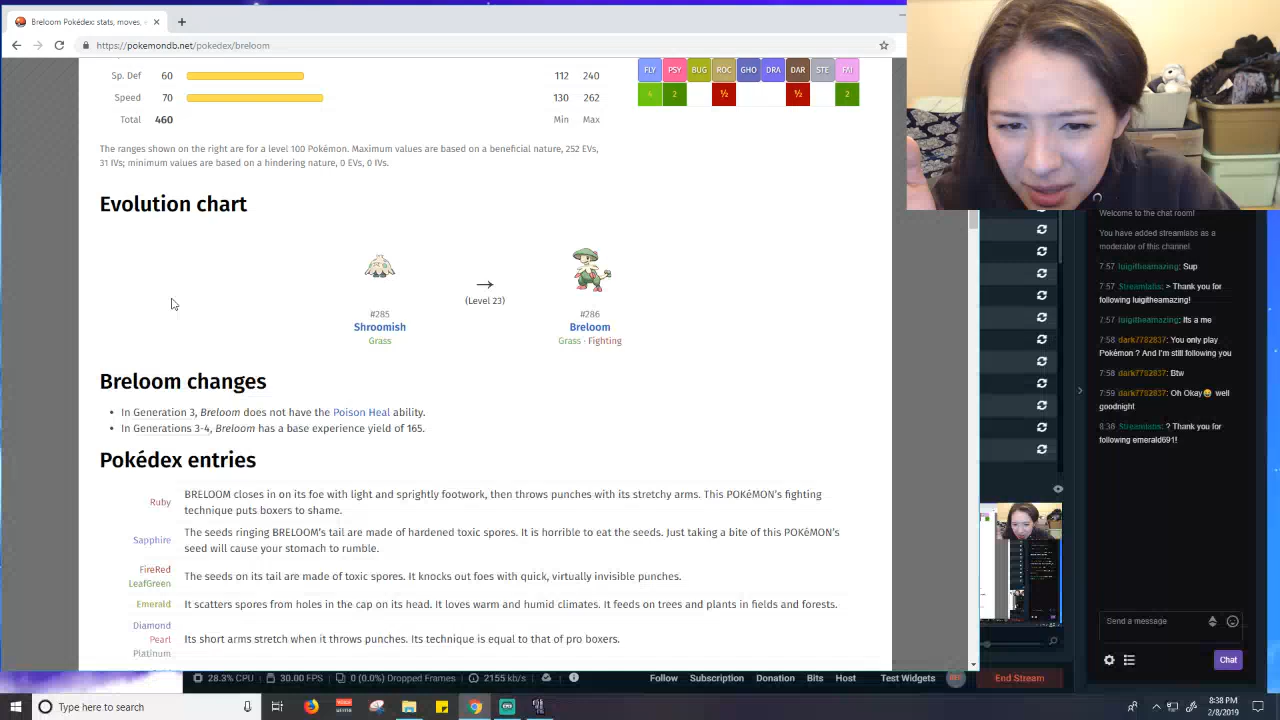 Breloom Pokédex: stats, moves,
https://pokemondb.net/pokedex/breloom
Sp. Def 60 112 240
Speed 70 130 262
Total 460 Min Max
FLY PSY BUG ROC GHO DRA DAR STE FAI
4 2 ½ ½ 2
The ranges shown on the right are for a level 100 Pokémon. Maximum values are based on a beneficial nature, 252 EVs,
31 IVs; minimum values are based on a hindering nature, 0 EVs, 0 IVs.
Evolution chart
→
(Level 23)
#285
Shroomish
Grass
#286
Breloom
Grass · Fighting
Breloom changes
• In Generation 3, Breloom does not have the Poison Heal ability.
• In Generations 3-4, Breloom has a base experience yield of 165.
Pokédex entries
Ruby
BRELOOM closes in on its foe with light and sprightly footwork, then throws punches with its stretchy arms. This POKéMON's fighting
technique puts boxers to shame.
Sapphire
The seeds ringing BRELOOM's tail are made of hardened toxic spores. It is horrible to eat the seeds. Just taking a bite of this POKéMON's
seed will cause your stomach to rumble.
FireRed
LeafGreen
The seeds on its tail are made of toxic spores. It knocks out foes with quick, virtually invisible punches.
Emerald
It scatters spores from holes in the cap on its head. It loves warm and humid climates. It feeds on trees and plants in fields and forests.
Diamond
Pearl
Platinum
Its short arms stretch when it throws punches. Its technique is equal to that of pro boxers.
Welcome to the chat room!
You have added streamlabs as a
moderator of this channel.
7:57 luigitheamazing: Sup
7:57 Streamlabs: > Thank you for
following luigitheamazing!
7:57 luigitheamazing: Its a me
7:58 dark7782837: You only play
Pokémon ? And I'm still following you
7:58 dark7782837: Btw
7:59 dark7782837: Oh Okay😅 well
goodnight
8:38 Streamlabs: ? Thank you for
following emerald691!
Send a message
Chat
28.3% CPU 30.00 FPS 0 (0.0%) Dropped Frames 2155 kb/s
Follow Subscription Donation Bits Host Test Widgets End Stream
Type here to search
8:38 PM
2/8/2019